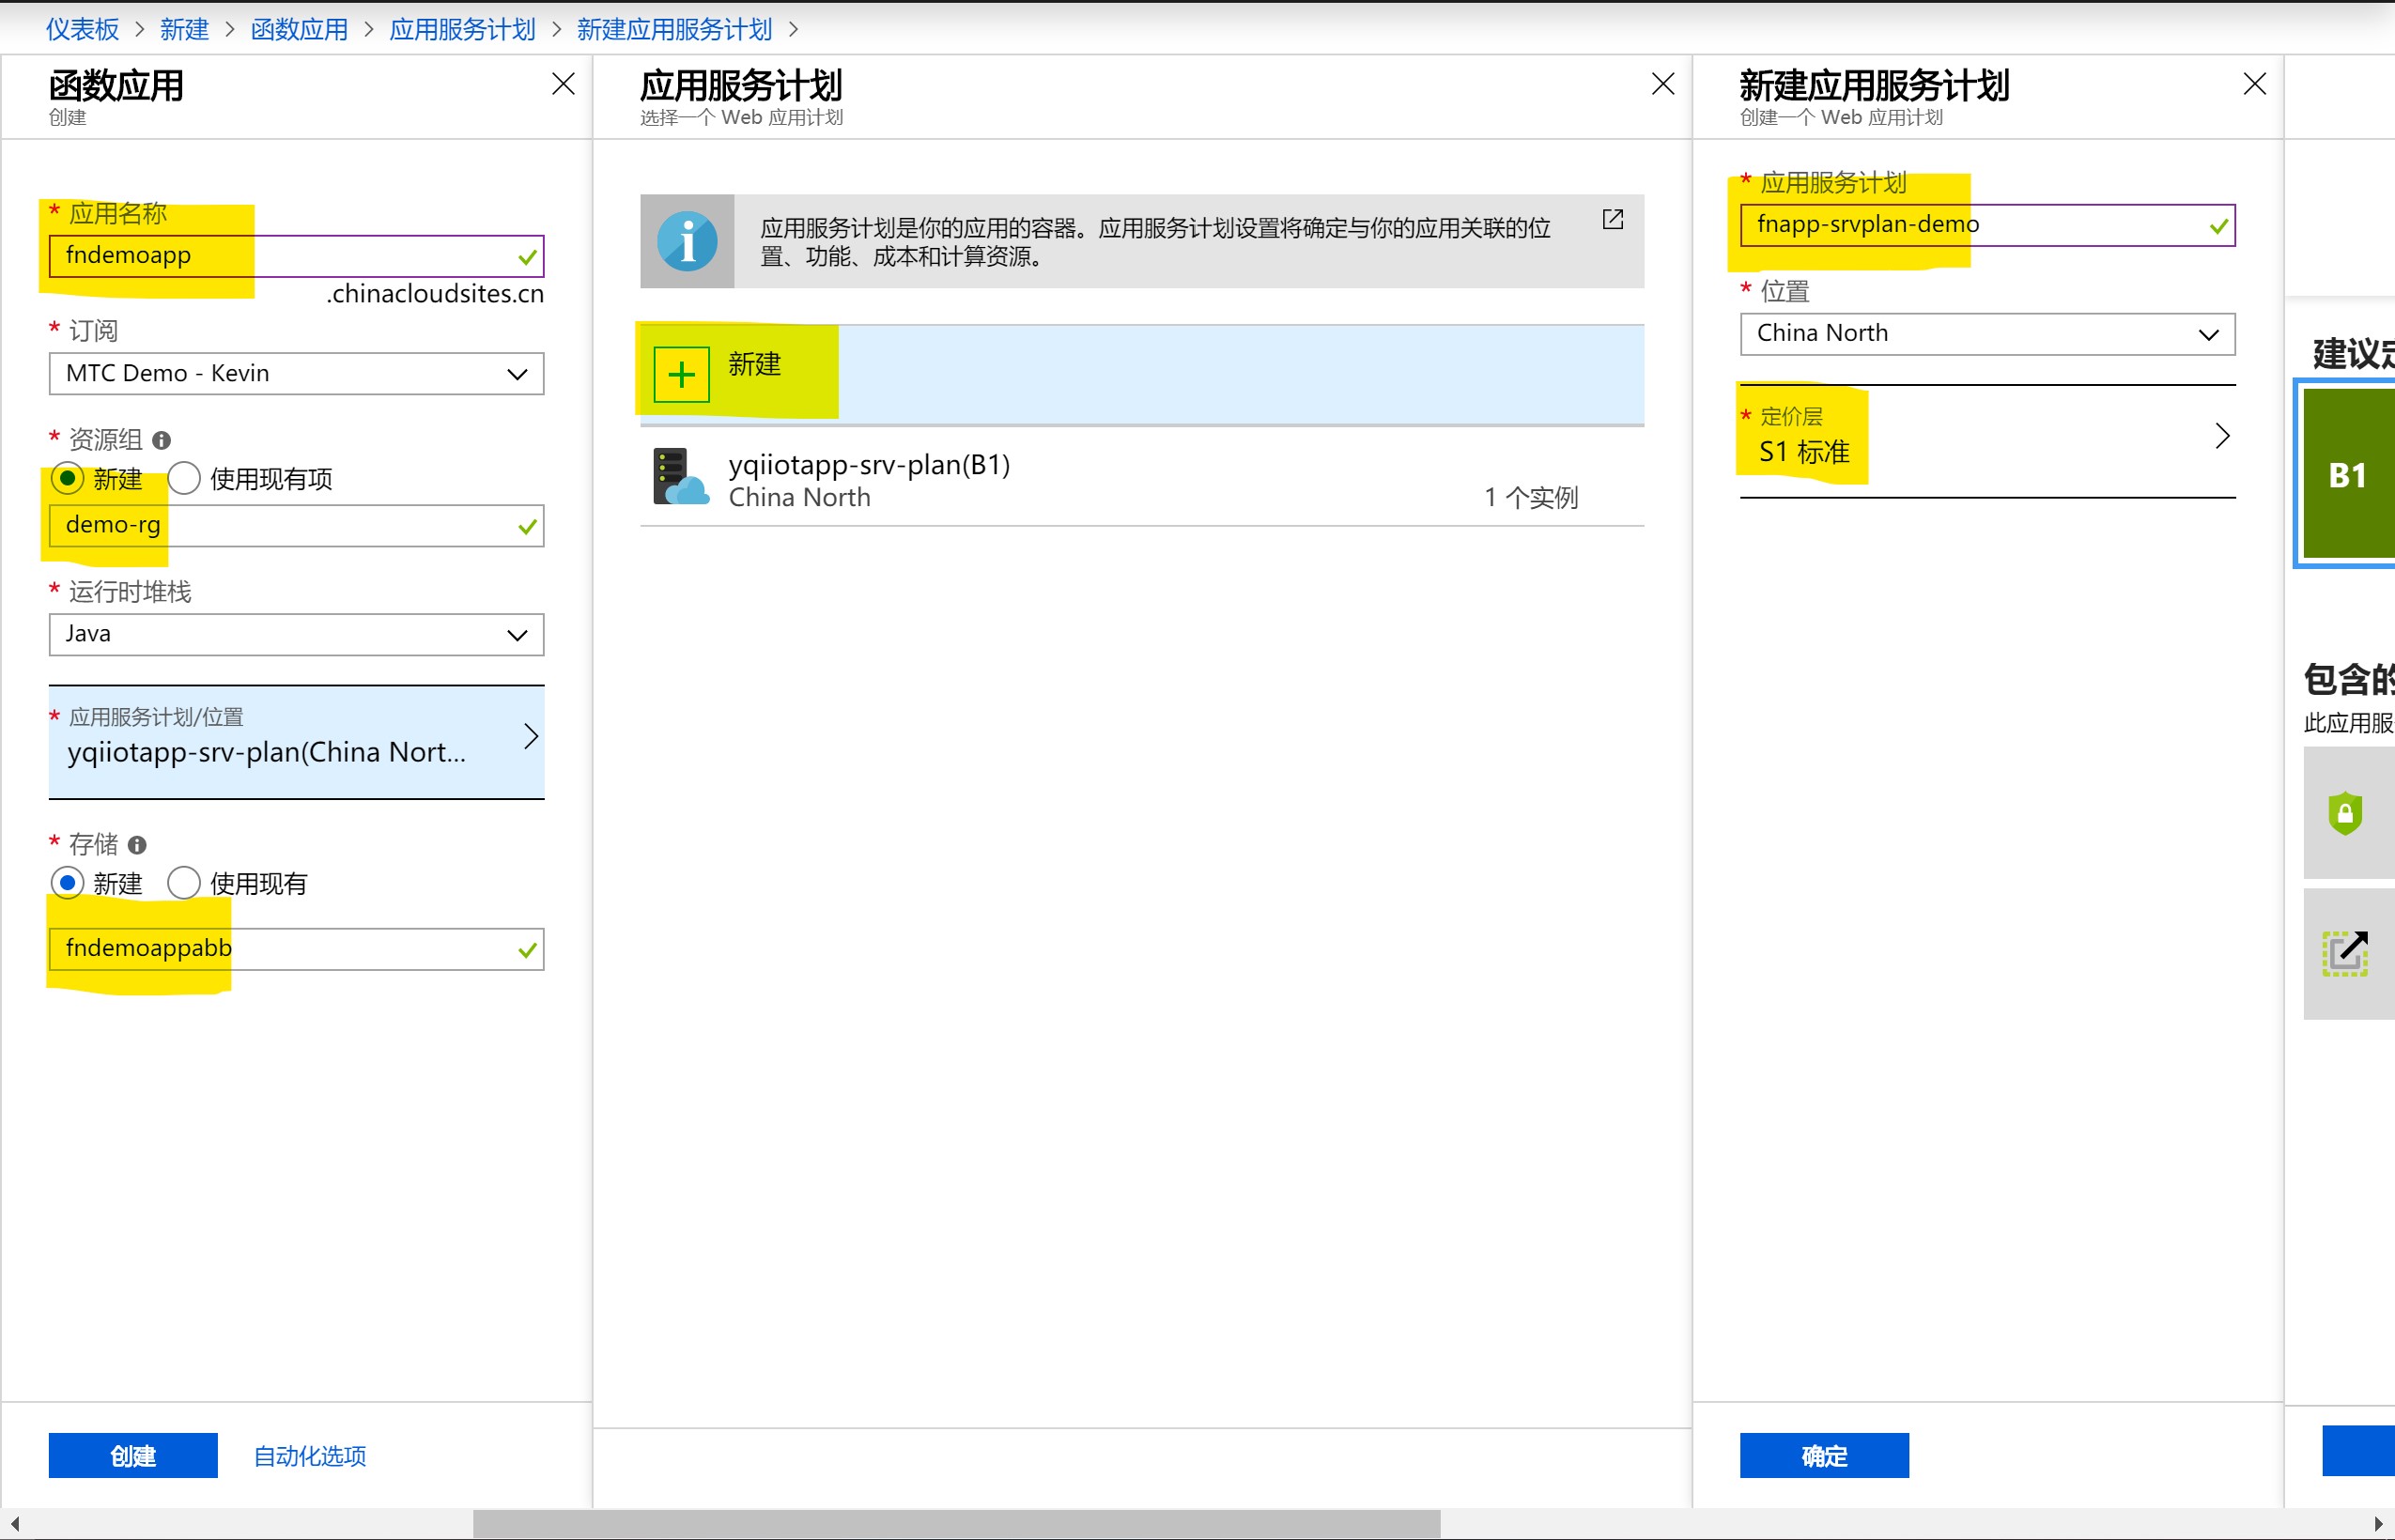 仪表板 > 新建 > 函数应用 > 应用服务计划 > 新建应用服务计划 >
函数应用
创建
* 应用名称
fndemoapp
.chinacloudsites.cn
* 订阅
MTC Demo - Kevin
* 资源组
新建 使用现有项
demo-rg
* 运行时堆栈
Java
* 应用服务计划/位置
yqiiotapp-srv-plan(China Nort...
* 存储
新建 使用现有
fndemoappabb
创建 自动化选项
应用服务计划
选择一个 Web 应用计划
应用服务计划是你的应用的容器。应用服务计划设置将确定与你的应用关联的位
置、功能、成本和计算资源。
新建
yqiiotapp-srv-plan(B1)
China North
1 个实例
新建应用服务计划
创建一个 Web 应用计划
* 应用服务计划
fnapp-srvplan-demo
* 位置
China North
* 定价层
S1 标准
确定
建议定
B1
包含的
此应用服